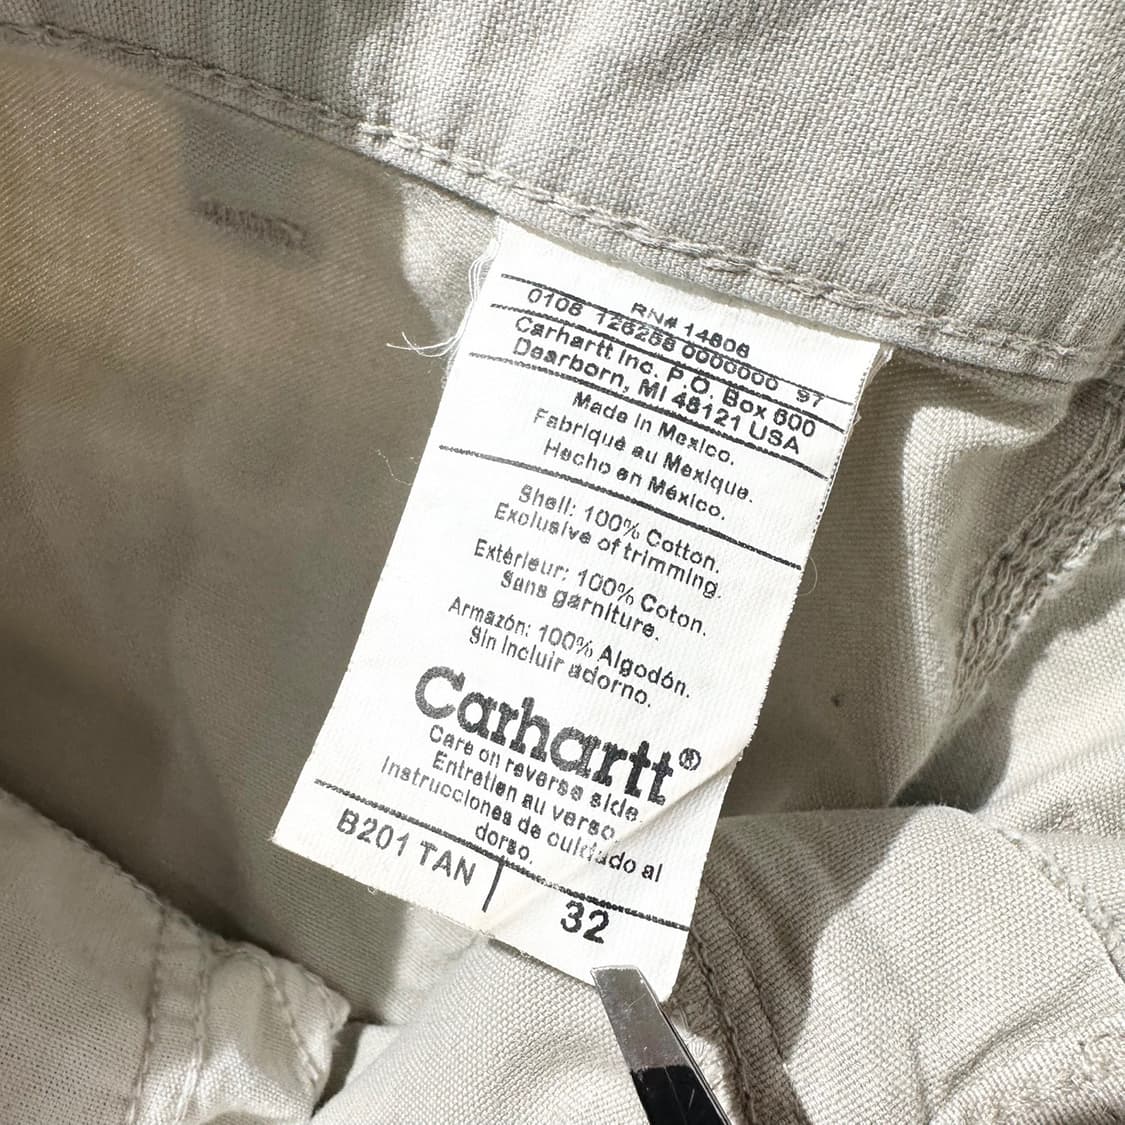 RN# 14806
0108 126258 0000000 97
Carhartt Inc. P.O. Box 600
Dearborn, MI 48121 USA
Made in Mexico.
Fabriqué au Mexique.
Hecho en México.
Shell: 100% Cotton.
Exclusive of trimming.
Extérieur: 100% Coton.
Sans garniture.
Armazón: 100% Algodón.
Sin incluir adorno.
Carhartt®
Care on reverse side.
Entretien au verso.
Instrucciones de cuidado al
dorso.
B201 TAN | 32